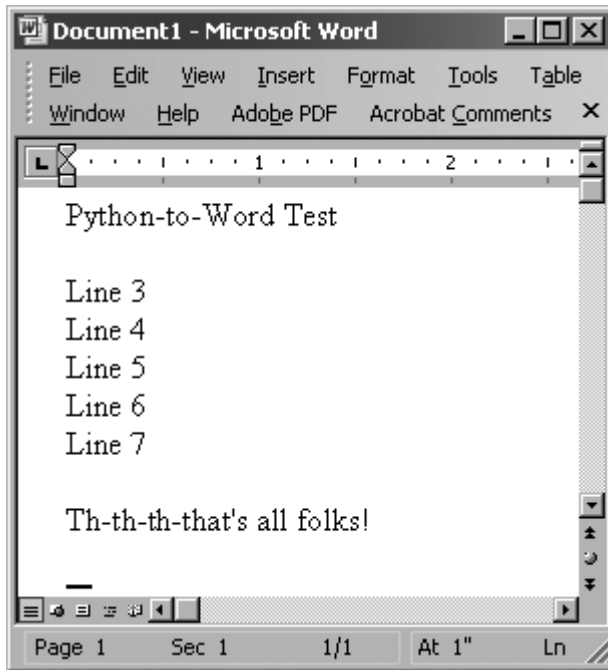 Document1 - Microsoft Word
File Edit View Insert Format Tools Table
Window Help Adobe PDF Acrobat Comments
1 2
Python-to-Word Test
Line 3
Line 4
Line 5
Line 6
Line 7
Th-th-th-that's all folks!
Page 1 Sec 1 1/1 At 1" Ln